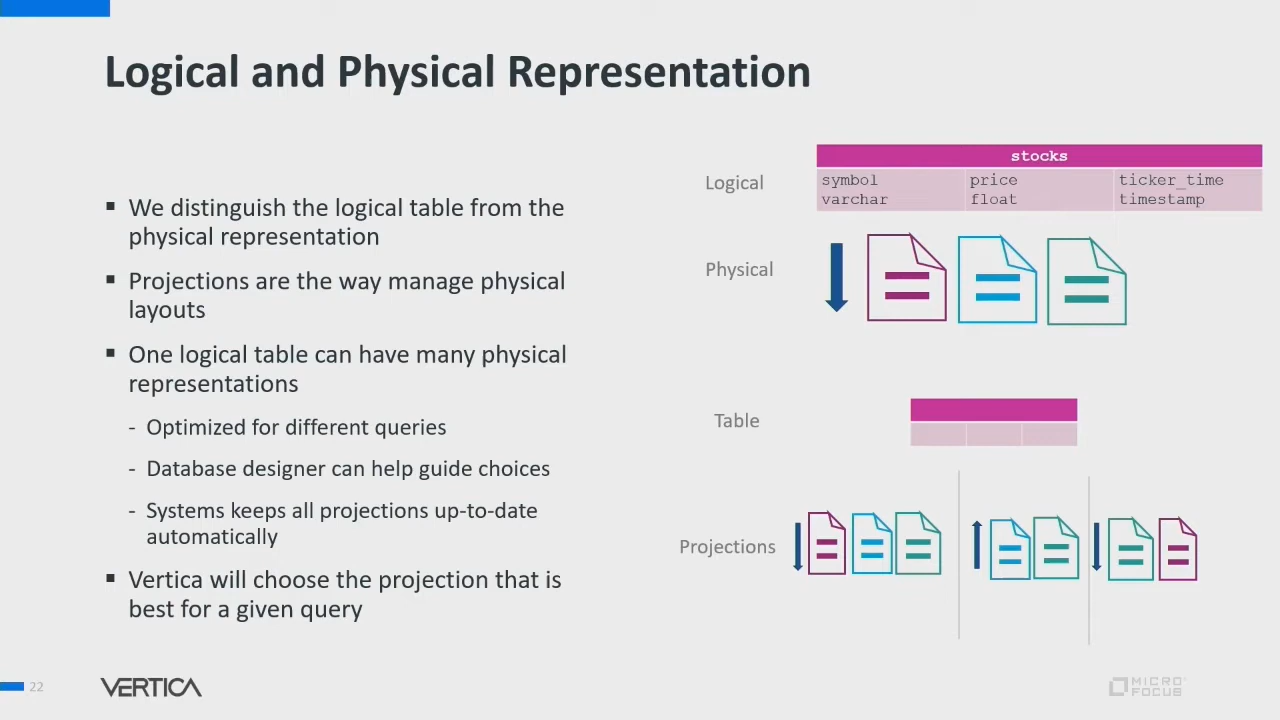 Logical and Physical Representation
▪ We distinguish the logical table from the
physical representation
▪ Projections are the way manage physical
layouts
▪ One logical table can have many physical
representations
- Optimized for different queries
- Database designer can help guide choices
- Systems keeps all projections up-to-date
automatically
▪ Vertica will choose the projection that is
best for a given query
Logical
stocks
symbol price ticker_time
varchar float timestamp
Physical
Table
Projections
22
VERTICA
MICRO
FOCUS